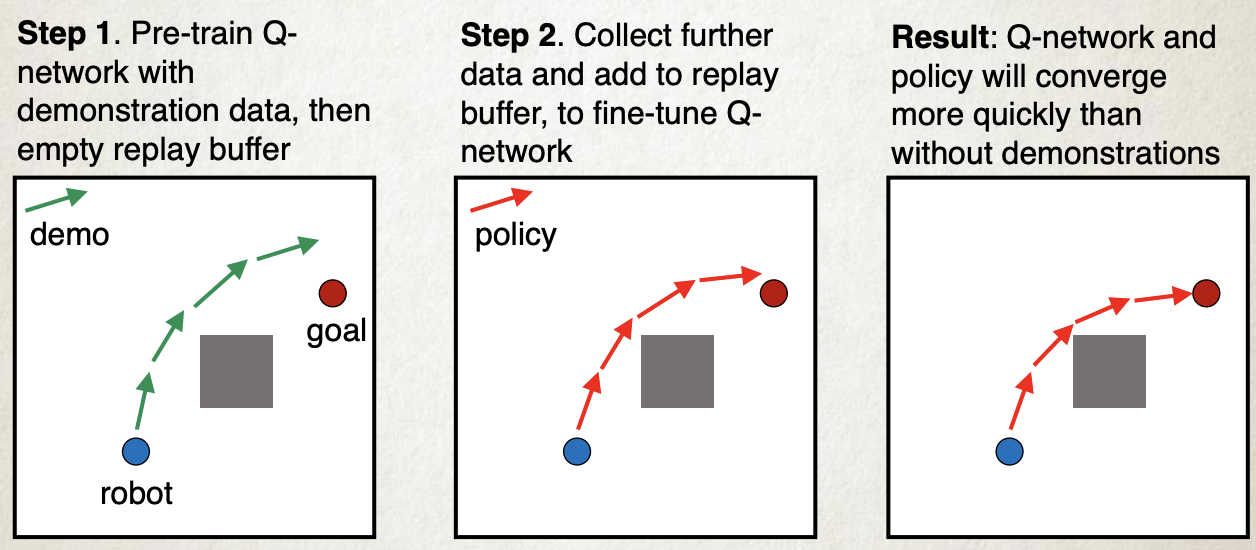 Step 1. Pre-train Q-
network with
demonstration data, then
empty replay buffer
demo
goal
robot
Step 2. Collect further
data and add to replay
buffer, to fine-tune Q-
network
policy
Result: Q-network and
policy will converge
more quickly than
without demonstrations